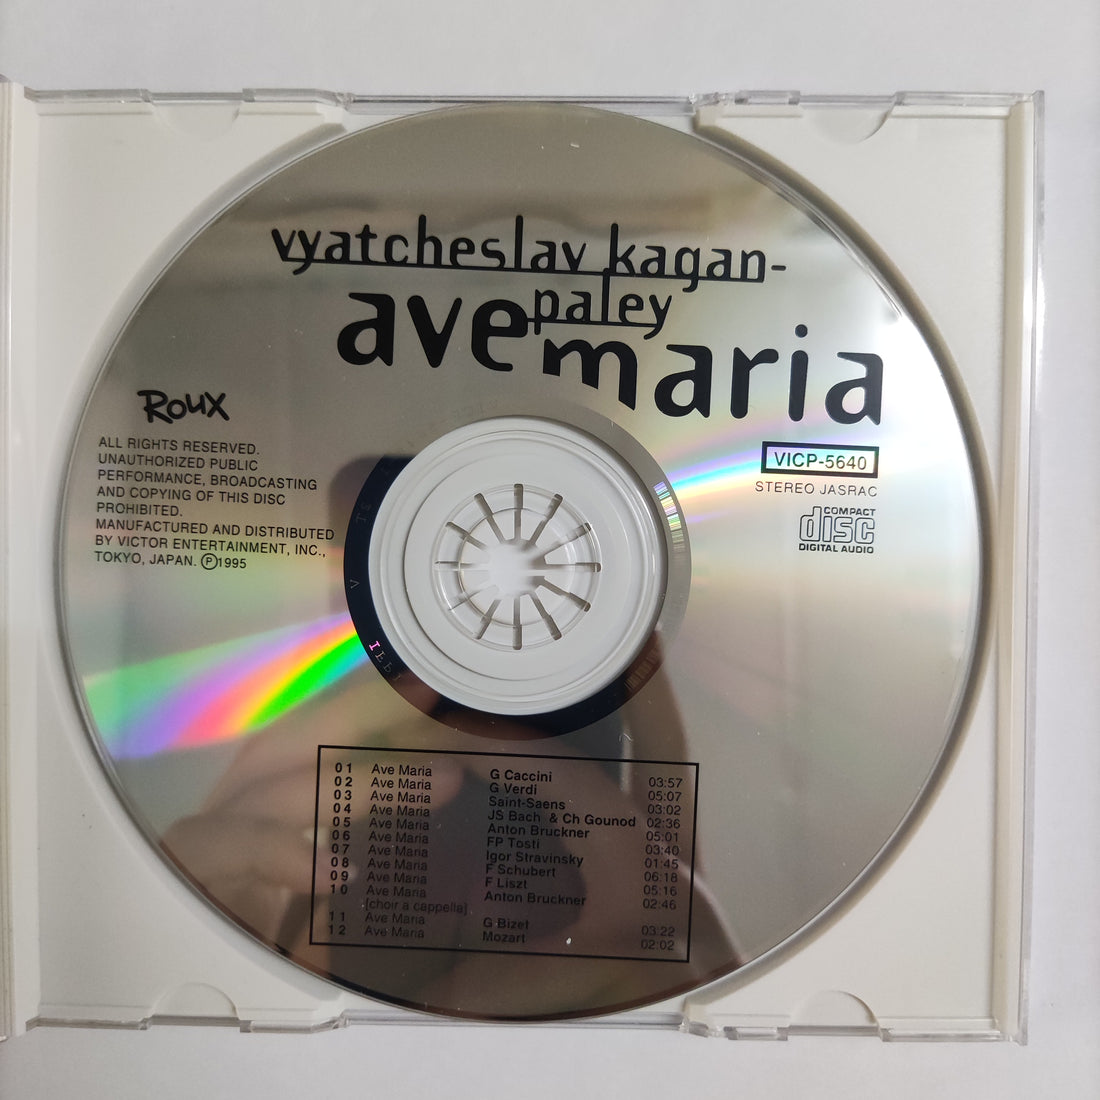 vyatcheslav kagan-
paley
ave maria
Roux
ALL RIGHTS RESERVED.
UNAUTHORIZED PUBLIC
PERFORMANCE, BROADCASTING
AND COPYING OF THIS DISC
PROHIBITED.
MANUFACTURED AND DISTRIBUTED
BY VICTOR ENTERTAINMENT, INC.,
TOKYO, JAPAN. Ⓟ1995
VICP-5640
STEREO JASRAC
COMPACT
disc
DIGITAL AUDIO
01 Ave Maria G Caccini 03:57
02 Ave Maria G Verdi 05:07
03 Ave Maria Saint-Saens 03:02
04 Ave Maria JS Bach & Ch Gounod 02:36
05 Ave Maria Anton Bruckner 05:01
06 Ave Maria FP Tosti 03:40
07 Ave Maria Igor Stravinsky 01:45
08 Ave Maria F Schubert 06:18
09 Ave Maria F Liszt 05:16
10 Ave Maria Anton Bruckner 02:46
[choir a cappella]
11 Ave Maria G Bizet 03:22
12 Ave Maria Mozart 02:02